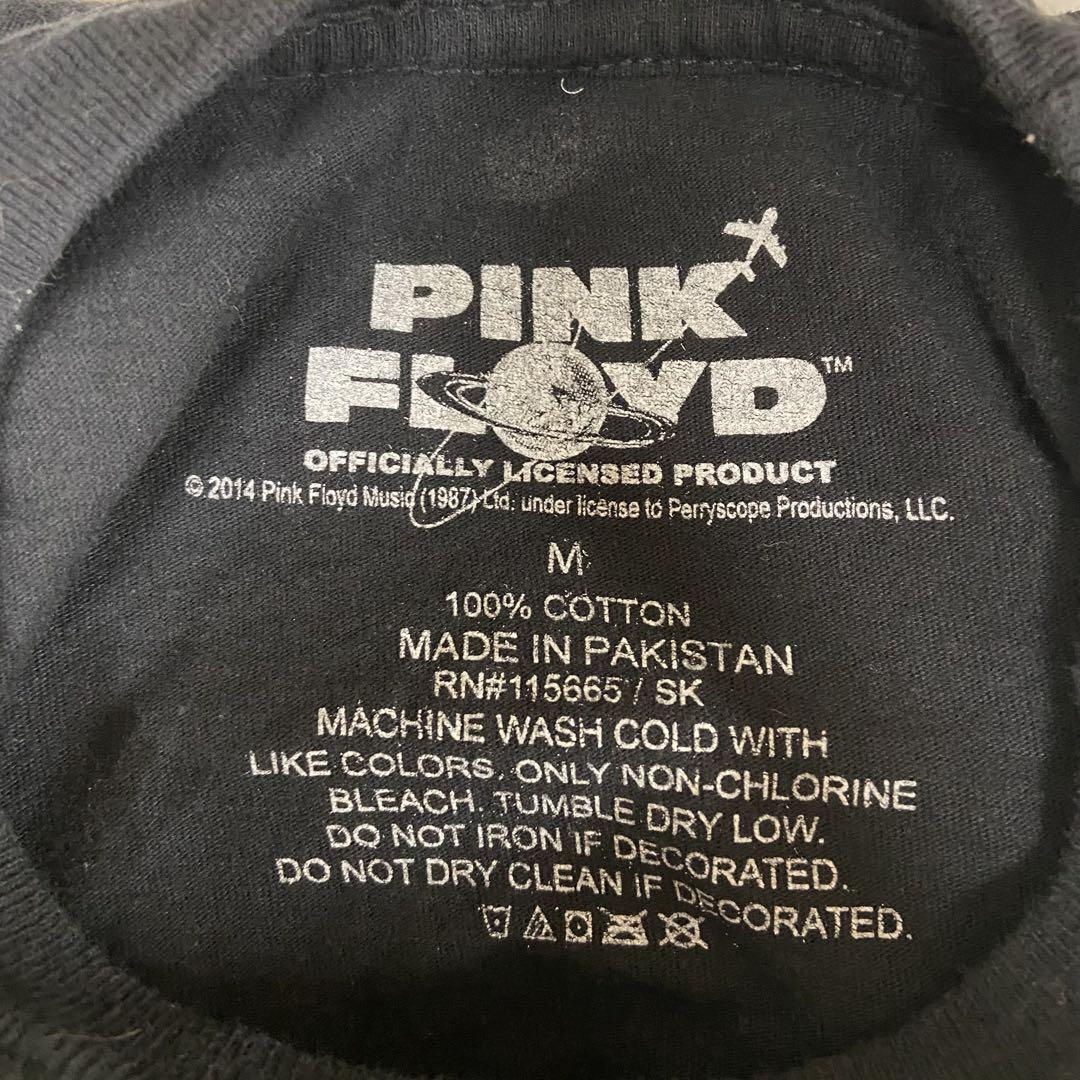 PINK
FLOYD™
OFFICIALLY LICENSED PRODUCT
© 2014 Pink Floyd Music (1987) Ltd. under license to Perryscope Productions, LLC.
M
100% COTTON
MADE IN PAKISTAN
RN#115665 / SK
MACHINE WASH COLD WITH
LIKE COLORS. ONLY NON-CHLORINE
BLEACH. TUMBLE DRY LOW.
DO NOT IRON IF DECORATED.
DO NOT DRY CLEAN IF DECORATED.